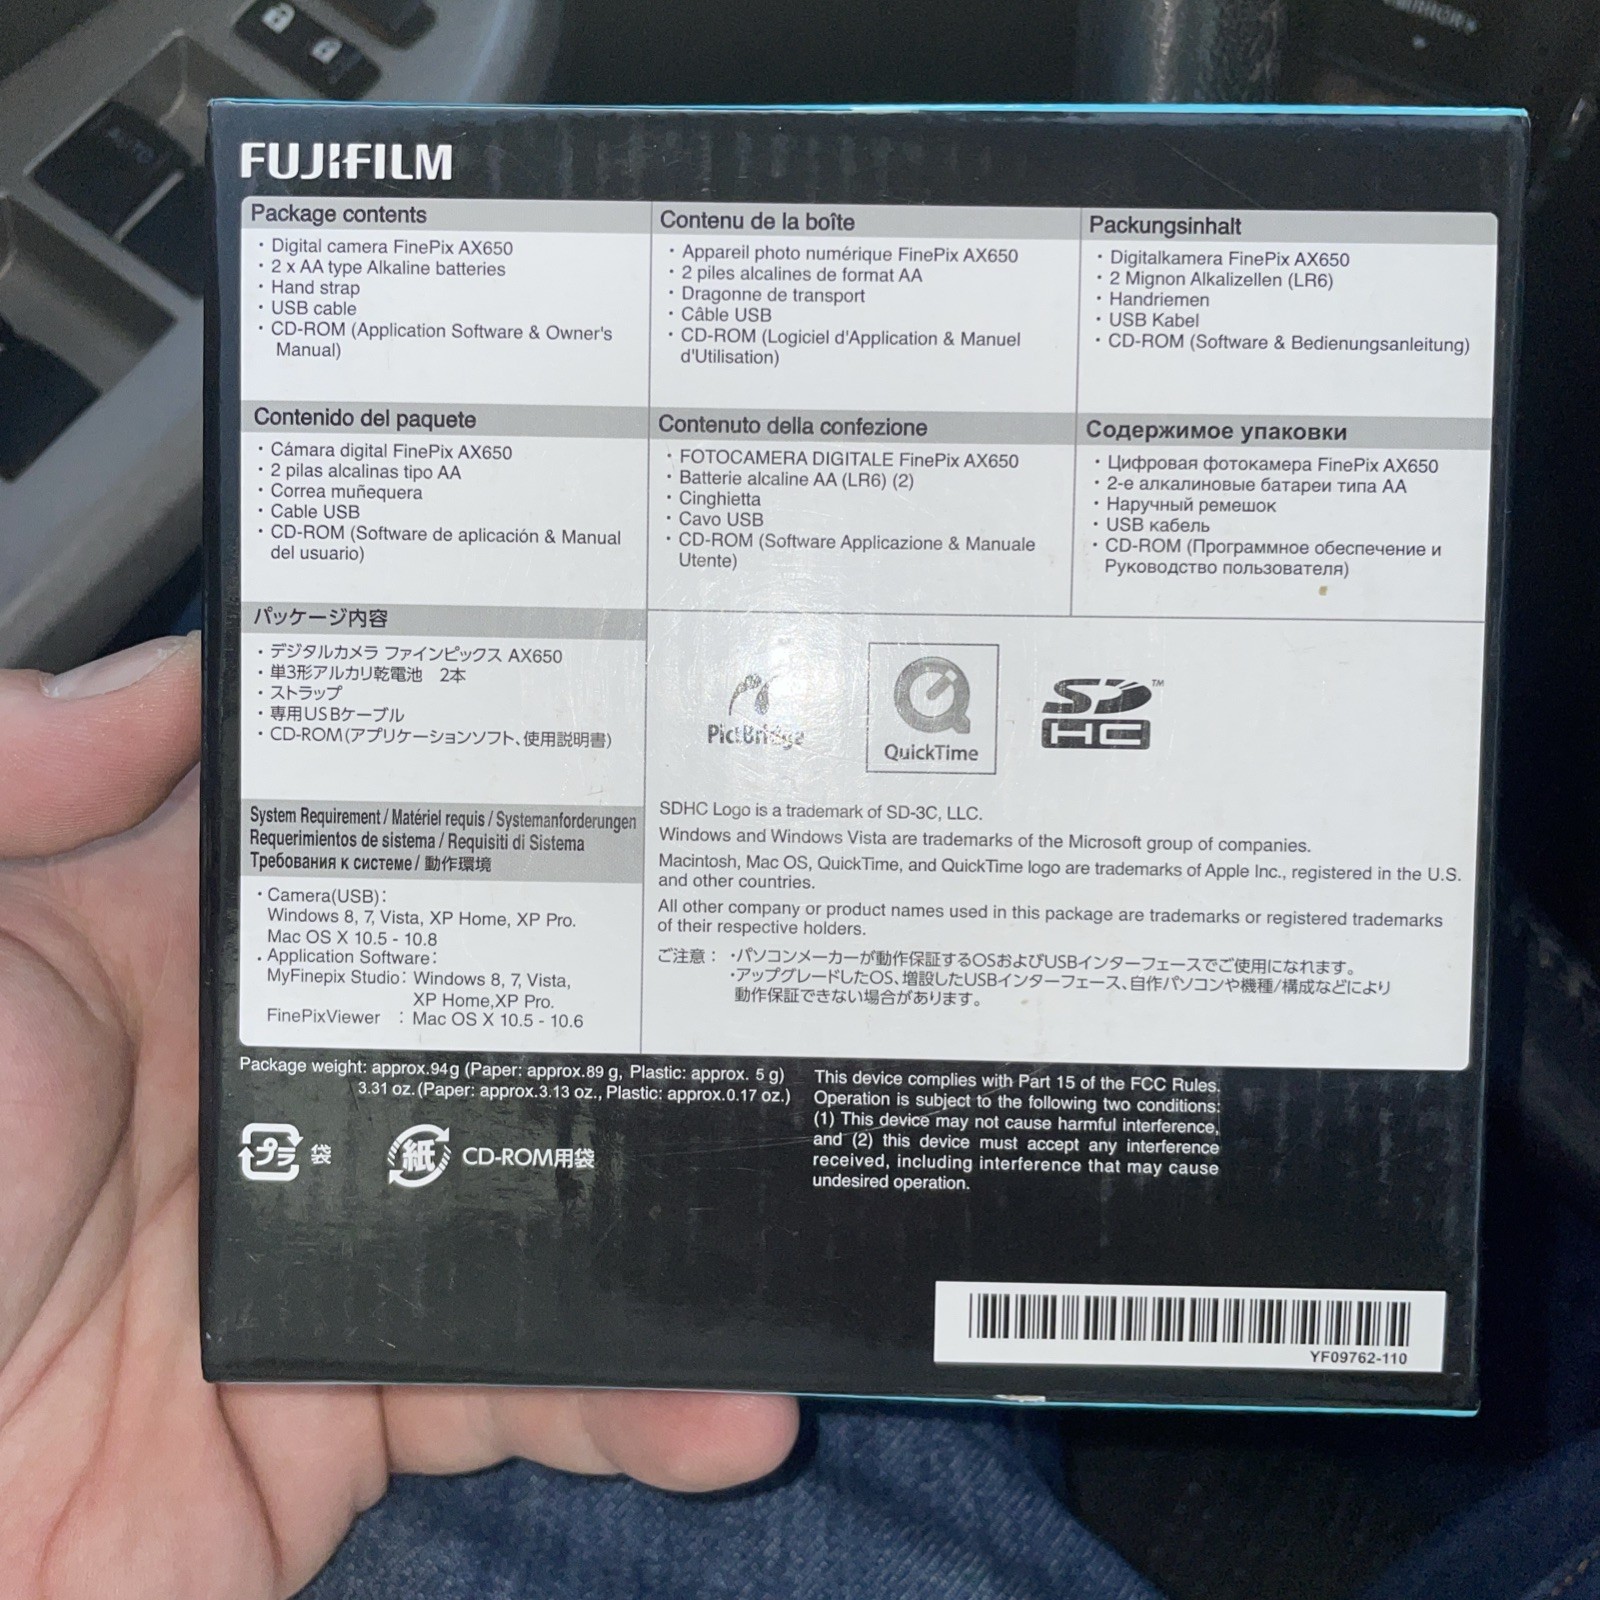 FUJIFILM
Package contents
・Digital camera FinePix AX650
・2 x AA type Alkaline batteries
・Hand strap
・USB cable
・CD-ROM (Application Software & Owner's
Manual)
Contenu de la boîte
・Appareil photo numérique FinePix AX650
・2 piles alcalines de format AA
・Dragonne de transport
・Câble USB
・CD-ROM (Logiciel d'Application & Manuel
d'Utilisation)
Packungsinhalt
・Digitalkamera FinePix AX650
・2 Mignon Alkalizellen (LR6)
・Handriemen
・USB Kabel
・CD-ROM (Software & Bedienungsanleitung)
Contenido del paquete
・Cámara digital FinePix AX650
・2 pilas alcalinas tipo AA
・Correa muñequera
・Cable USB
・CD-ROM (Software de aplicación & Manual
del usuario)
Contenuto della confezione
・FOTOCAMERA DIGITALE FinePix AX650
・Batterie alcaline AA (LR6) (2)
・Cinghietta
・Cavo USB
・CD-ROM (Software Applicazione & Manuale
Utente)
Содержимое упаковки
・Цифровая фотокамера FinePix AX650
・2-е алкалиновые батареи типа АА
・Наручный ремешок
・USB кабель
・CD-ROM (Программное обеспечение и
Руководство пользователя)
パッケージ内容
・デジタルカメラ ファインピックス AX650
・単3形アルカリ乾電池 2本
・ストラップ
・専用USBケーブル
・CD-ROM(アプリケーションソフト、使用説明書)
PictBridge
QuickTime
SD™
HC
System Requirement / Matériel requis / Systemanforderungen
Requerimientos de sistema / Requisiti di Sistema
Требования к системе / 動作環境
・Camera(USB):
Windows 8, 7, Vista, XP Home, XP Pro.
Mac OS X 10.5 - 10.8
・Application Software:
MyFinepix Studio: Windows 8, 7, Vista,
XP Home,XP Pro.
FinePixViewer : Mac OS X 10.5 - 10.6
SDHC Logo is a trademark of SD-3C, LLC.
Windows and Windows Vista are trademarks of the Microsoft group of companies.
Macintosh, Mac OS, QuickTime, and QuickTime logo are trademarks of Apple Inc., registered in the U.S.
and other countries.
All other company or product names used in this package are trademarks or registered trademarks
of their respective holders.
ご注意：・パソコンメーカーが動作保証するOSおよびUSBインターフェースでご使用になれます。
・アップグレードしたOS、増設したUSBインターフェース、自作パソコンや機種/構成などにより
動作保証できない場合があります。
Package weight: approx.94g (Paper: approx.89 g, Plastic: approx. 5 g)
3.31 oz.(Paper: approx.3.13 oz., Plastic: approx.0.17 oz.)
This device complies with Part 15 of the FCC Rules.
Operation is subject to the following two conditions:
(1) This device may not cause harmful interference,
and (2) this device must accept any interference
received, including interference that may cause
undesired operation.
プラ 袋
紙 CD-ROM用袋
YF09762-110